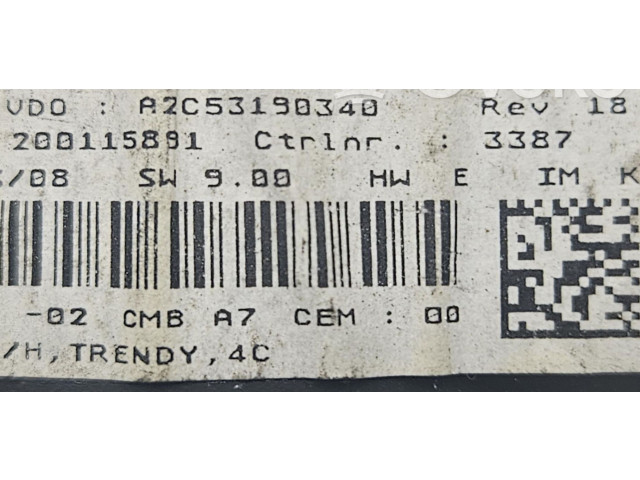 VDO : A2C53190340 Rev 18
200115891 Ctrlnr. : 3387
/08 SW 9.00 HW E IM K
-02 CMB A7 CEM : 00
/H,TRENDY,4C